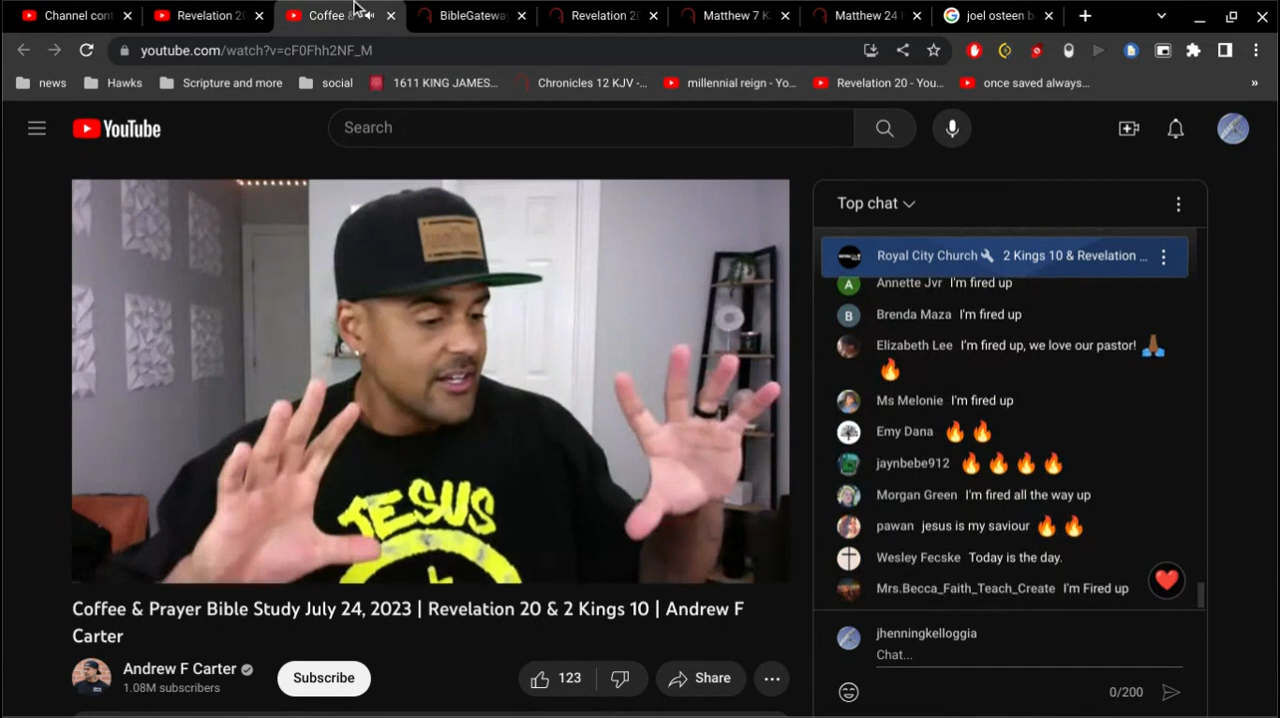 Channel cont
Revelation 20
Coffee &
BibleGateway
Revelation 20
Matthew 7 K
Matthew 24
joel osteen b
youtube.com/watch?v=cF0Fhh2NF_M
news
Hawks
Scripture and more
social
1611 KING JAMES...
Chronicles 12 KJV -...
millennial reign - Yo...
Revelation 20 - You...
once saved always...
»
YouTube
Search
Top chat
Royal City Church 2 Kings 10 & Revelation ...
Annette Jvr I'm fired up
Brenda Maza I'm fired up
Elizabeth Lee I'm fired up, we love our pastor! 🙏🏾
🔥
Ms Melonie I'm fired up
Emy Dana 🔥🔥
jaynbebe912 🔥🔥🔥🔥
Morgan Green I'm fired all the way up
pawan jesus is my saviour 🔥🔥
Wesley Fecske Today is the day.
Mrs.Becca_Faith_Teach_Create I'm Fired up
JESUS
Coffee & Prayer Bible Study July 24, 2023 | Revelation 20 & 2 Kings 10 | Andrew F
Carter
Andrew F Carter
1.08M subscribers
Subscribe
123
Share
jhenningkelloggia
Chat...
0/200